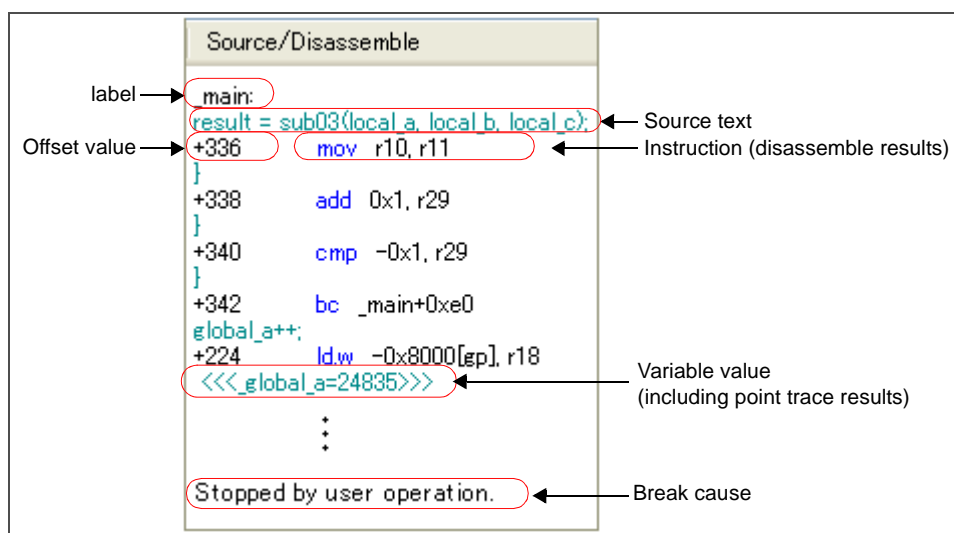 Source/Disassemble
label
_main:
result = sub03(local_a, local_b, local_c);
Source text
Offset value
+336 mov r10, r11
Instruction (disassemble results)
}
+338 add 0x1, r29
}
+340 cmp -0x1, r29
}
+342 bc _main+0xe0
global_a++;
+224 ld.w -0x8000[gp], r18
<<<_global_a=24835>>>
Variable value
(including point trace results)
Stopped by user operation.
Break cause